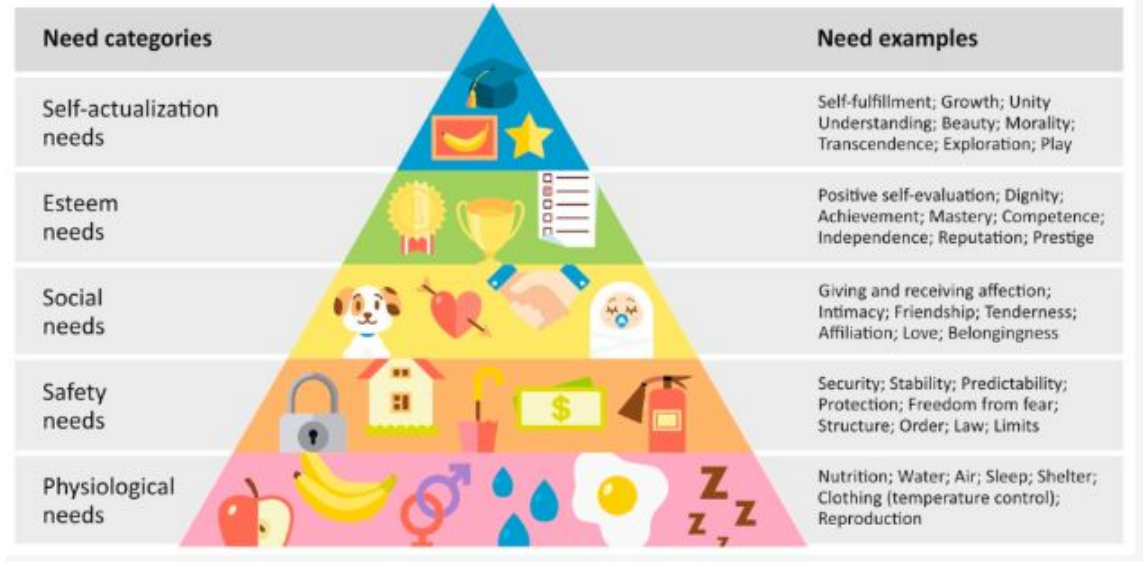 Need categories
Need examples
Self-actualization
needs
Self-fulfillment; Growth; Unity
Understanding; Beauty; Morality;
Transcendence; Exploration; Play
Esteem
needs
Positive self-evaluation; Dignity;
Achievement; Mastery; Competence;
Independence; Reputation; Prestige
Social
needs
Giving and receiving affection;
Intimacy; Friendship; Tenderness;
Affiliation; Love; Belongingness
Safety
needs
$
Security; Stability; Predictability;
Protection; Freedom from fear;
Structure; Order; Law; Limits
Physiological
needs
Z
Z
Z
Z
Nutrition; Water; Air; Sleep; Shelter;
Clothing (temperature control);
Reproduction